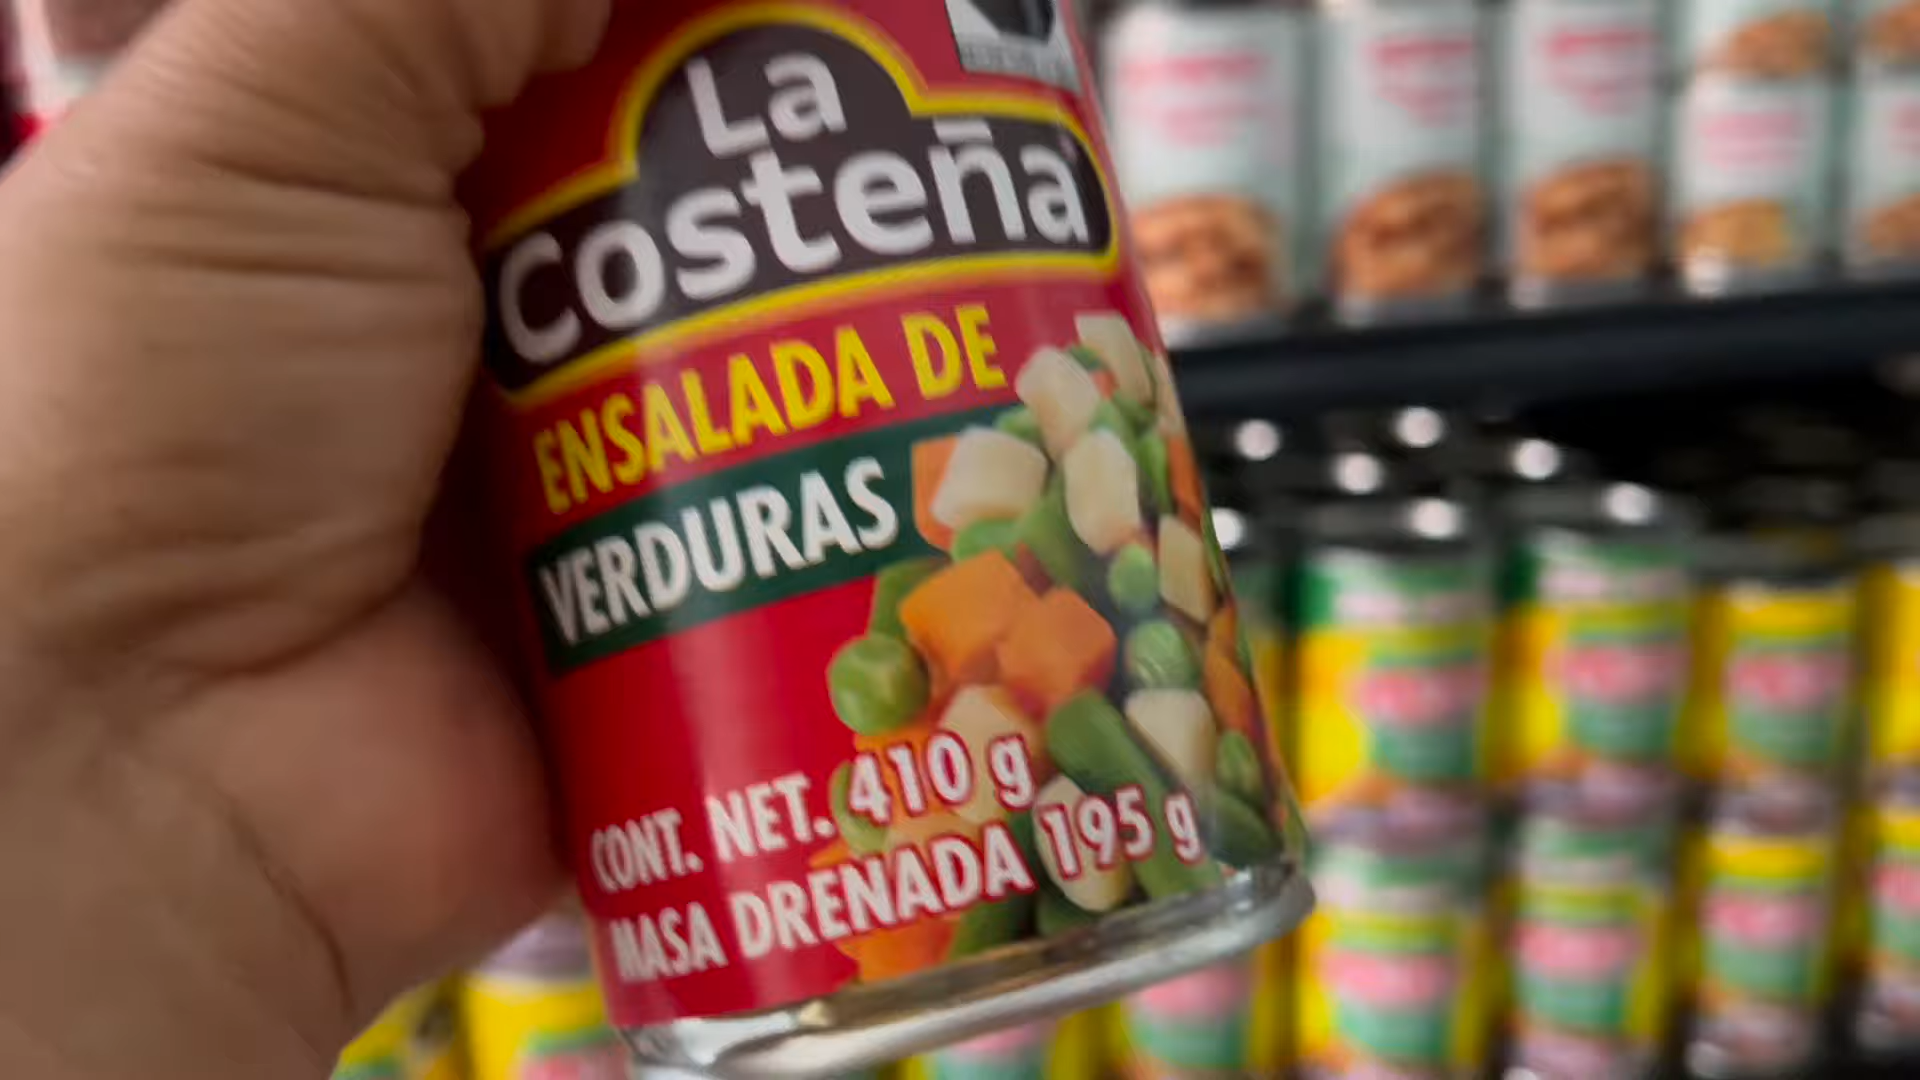 La
Costeña
ENSALADA DE
VERDURAS
CONT. NET. 410 g
MASA DRENADA 195 g